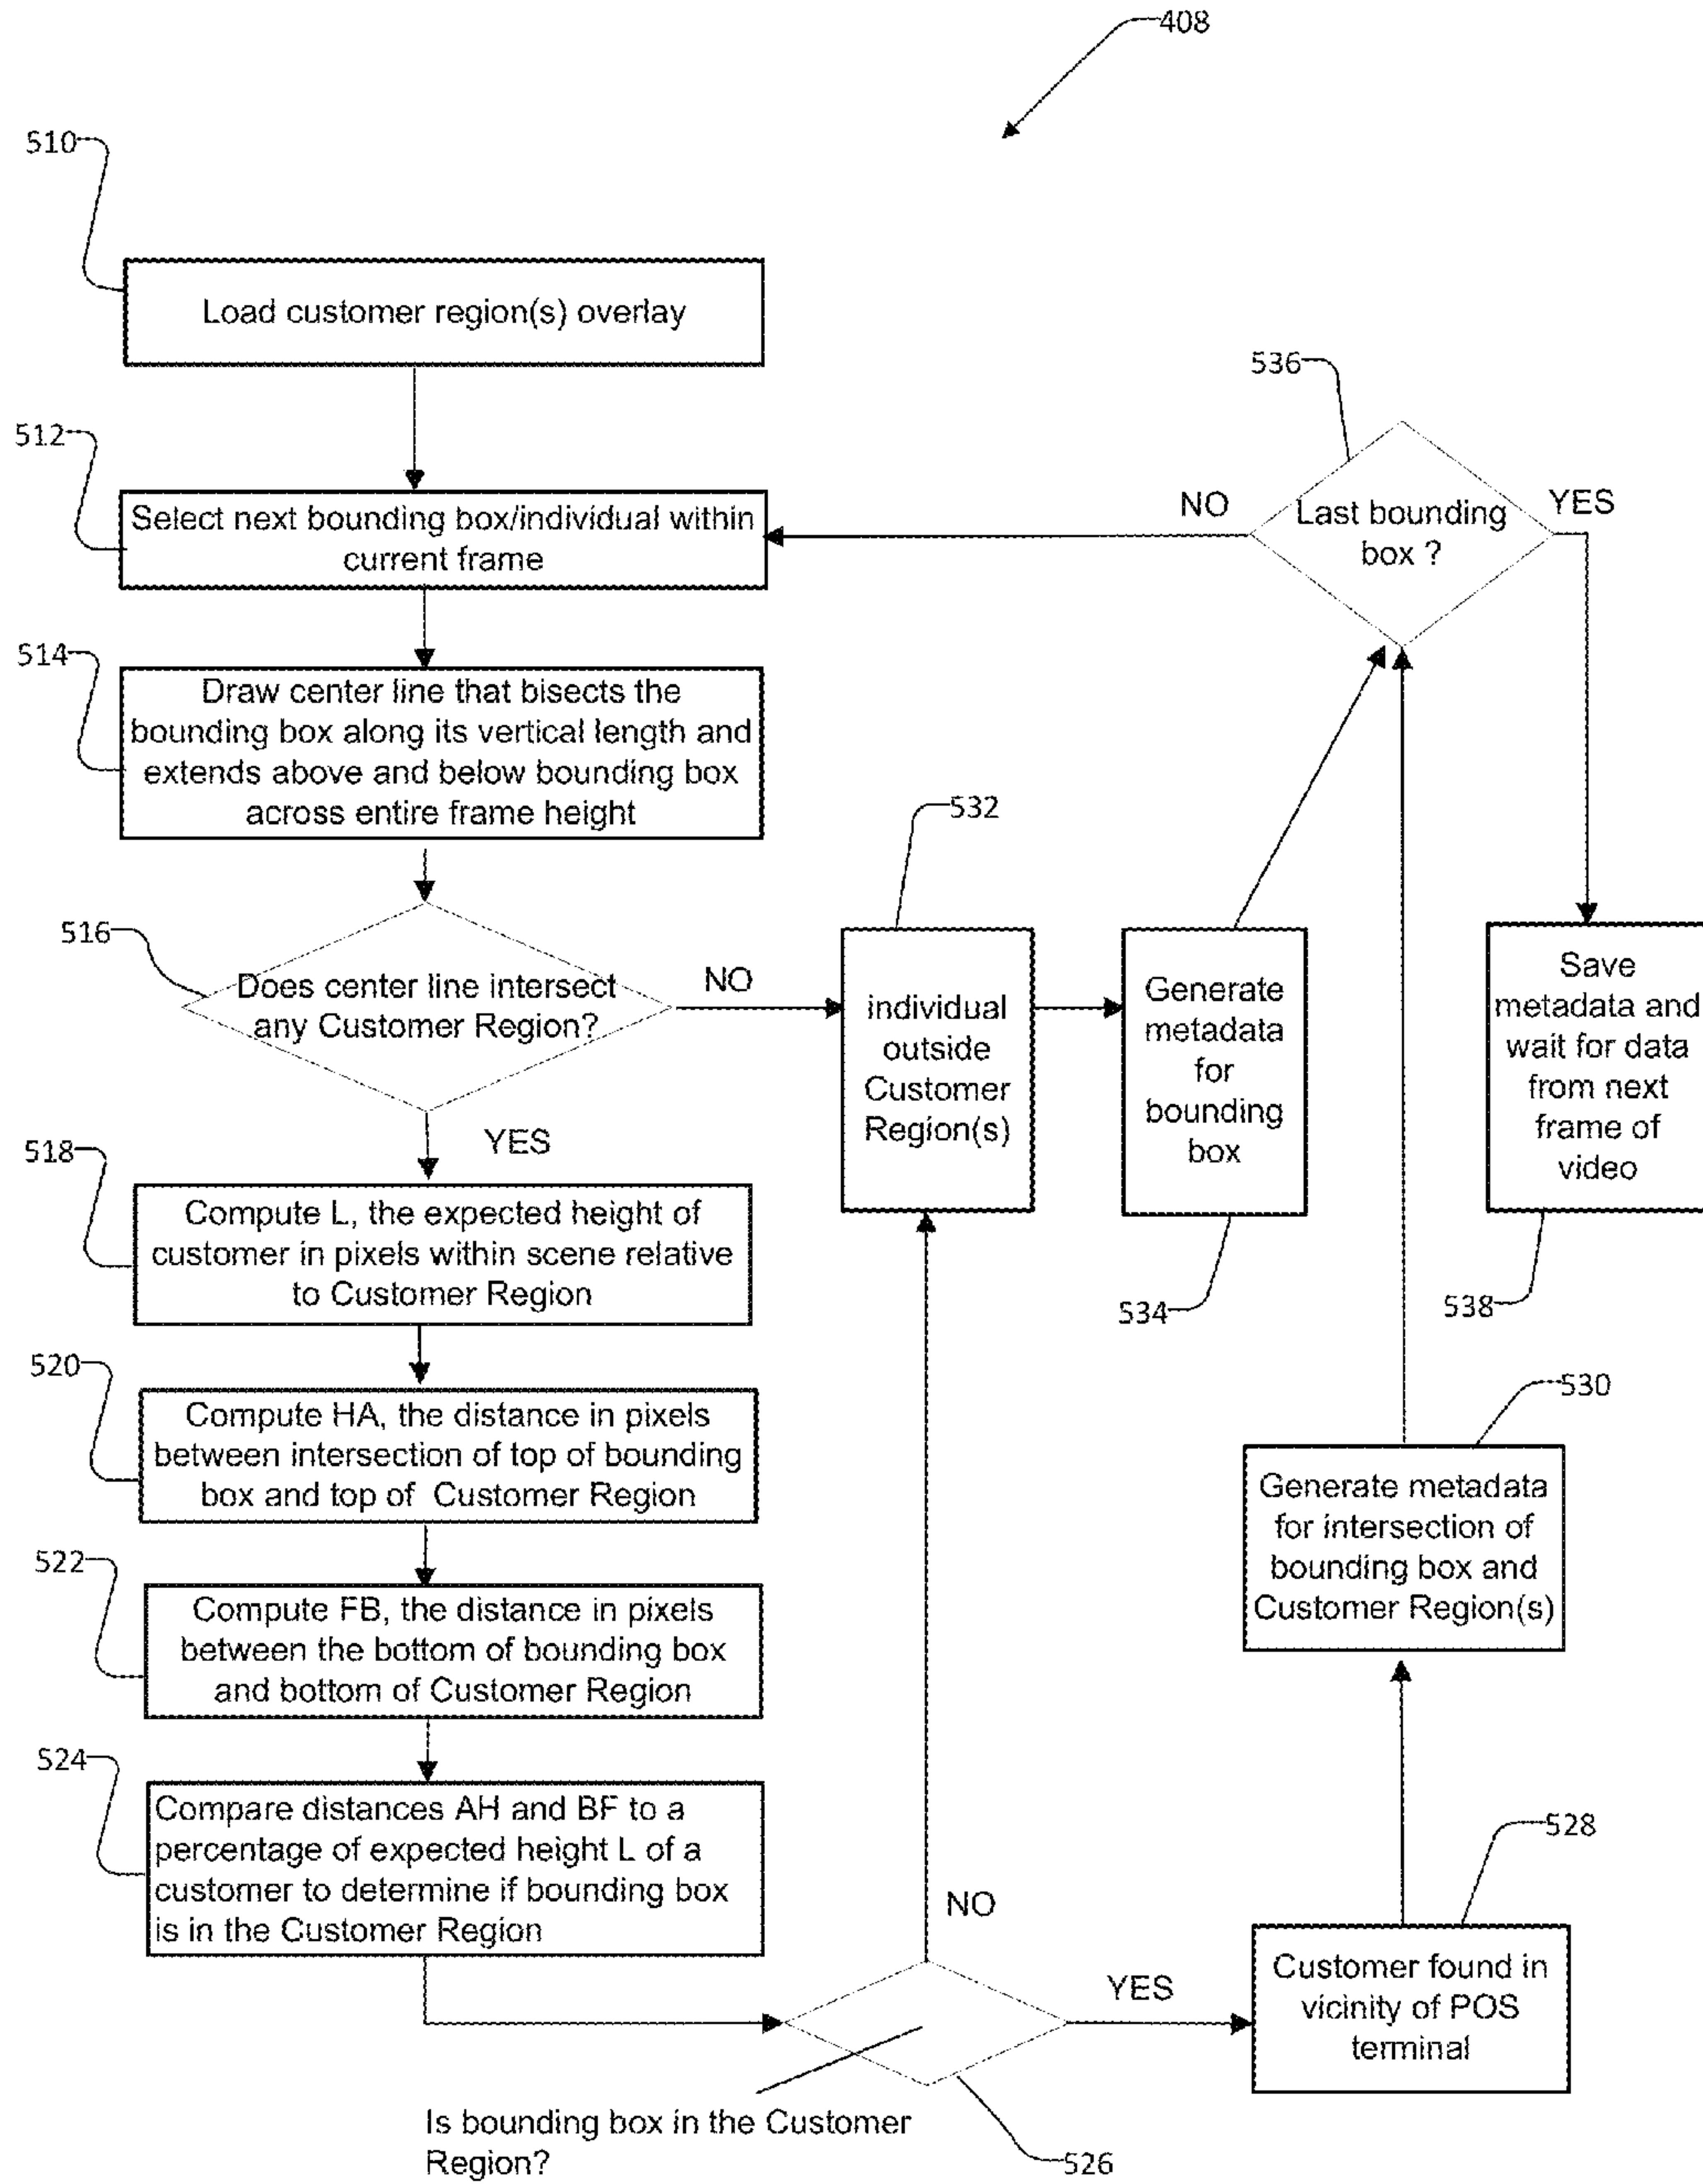 408
510
Load customer region(s) overlay
512
Select next bounding box/individual within
current frame
536
Last bounding
box ?
NO
YES
514
Draw center line that bisects the
bounding box along its vertical length and
extends above and below bounding box
across entire frame height
516
Does center line intersect
any Customer Region?
NO
YES
532
individual
outside
Customer
Region(s)
Generate
metadata
for
bounding
box
534
Save
metadata and
wait for data
from next
frame of
video
538
518
Compute L, the expected height of
customer in pixels within scene relative
to Customer Region
520
Compute HA, the distance in pixels
between intersection of top of bounding
box and top of Customer Region
522
Compute FB, the distance in pixels
between the bottom of bounding box
and bottom of Customer Region
524
Compare distances AH and BF to a
percentage of expected height L of a
customer to determine if bounding box
is in the Customer Region
530
Generate metadata
for intersection of
bounding box and
Customer Region(s)
528
Customer found in
vicinity of POS
terminal
NO
YES
Is bounding box in the Customer
Region?
526